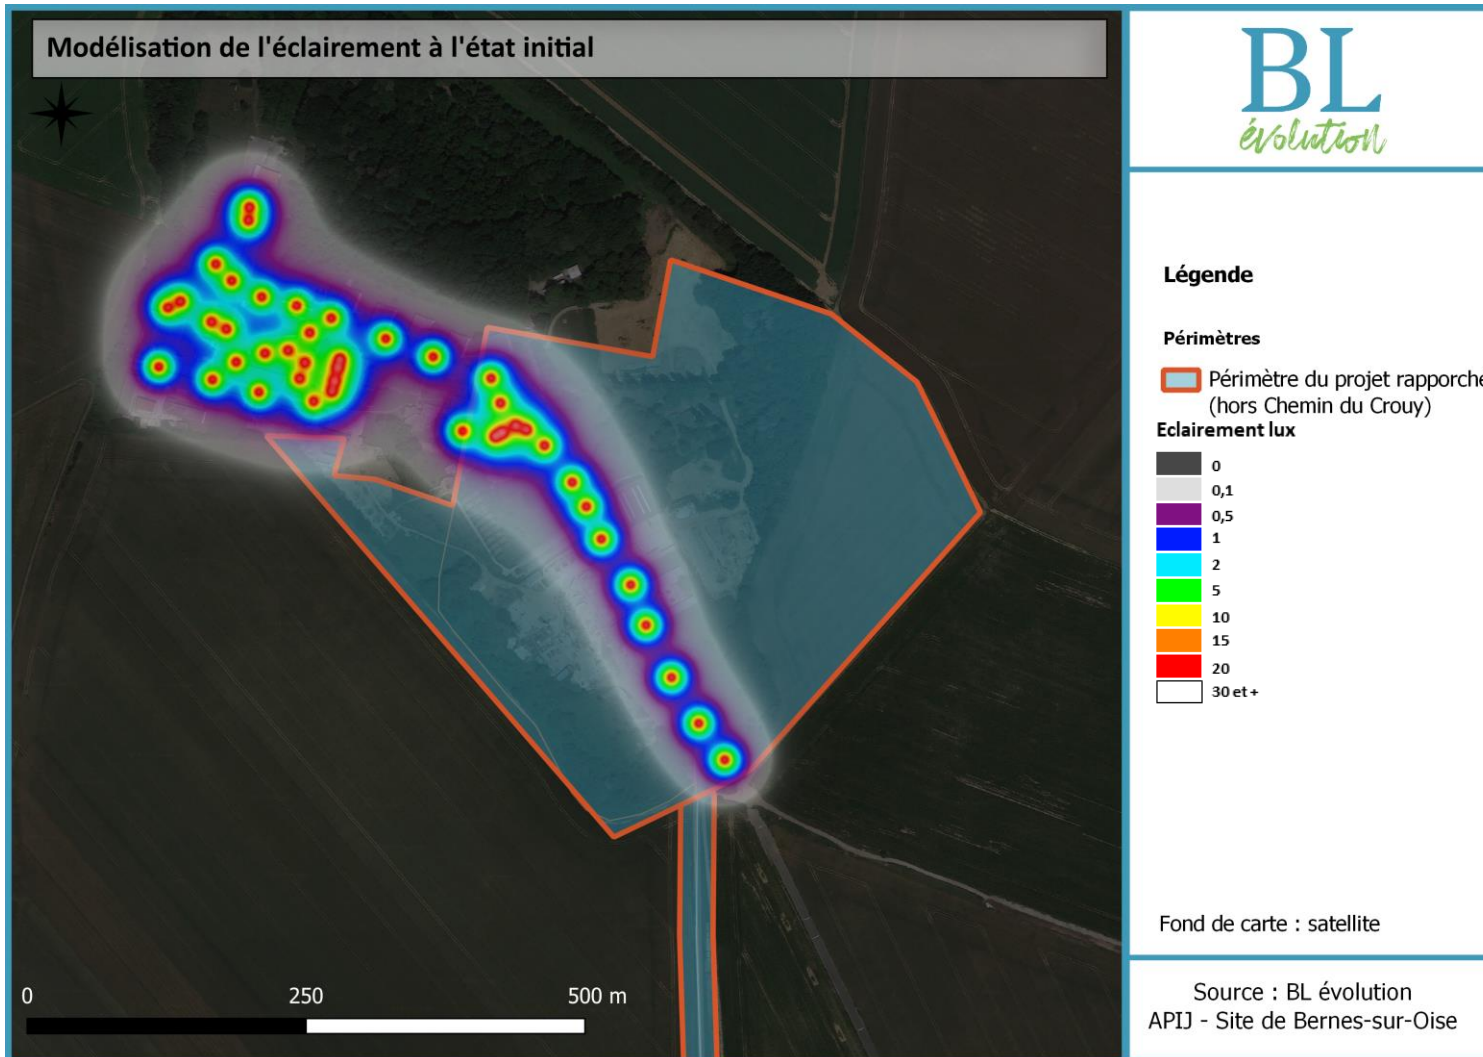 Modélisation de l'éclairement à l'état initial
BL
évolution
Légende
Périmètres
Périmètre du projet rapporché
(hors Chemin du Crouy)
Eclairement lux
0
0,1
0,5
1
2
5
10
15
20
30 et +
Fond de carte : satellite
0 250 500 m
Source : BL évolution
APIJ - Site de Bernes-sur-Oise